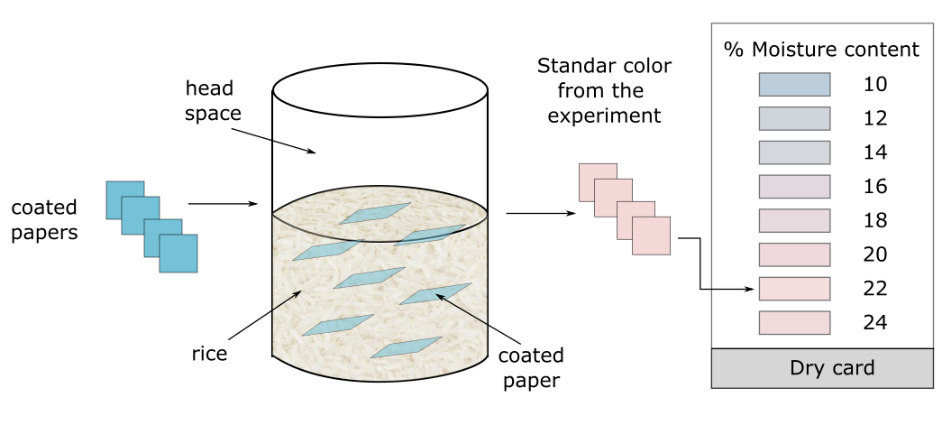 coated
papers
head
space
rice
coated
paper
Standar color
from the
experiment
% Moisture content
10
12
14
16
18
20
22
24
Dry card